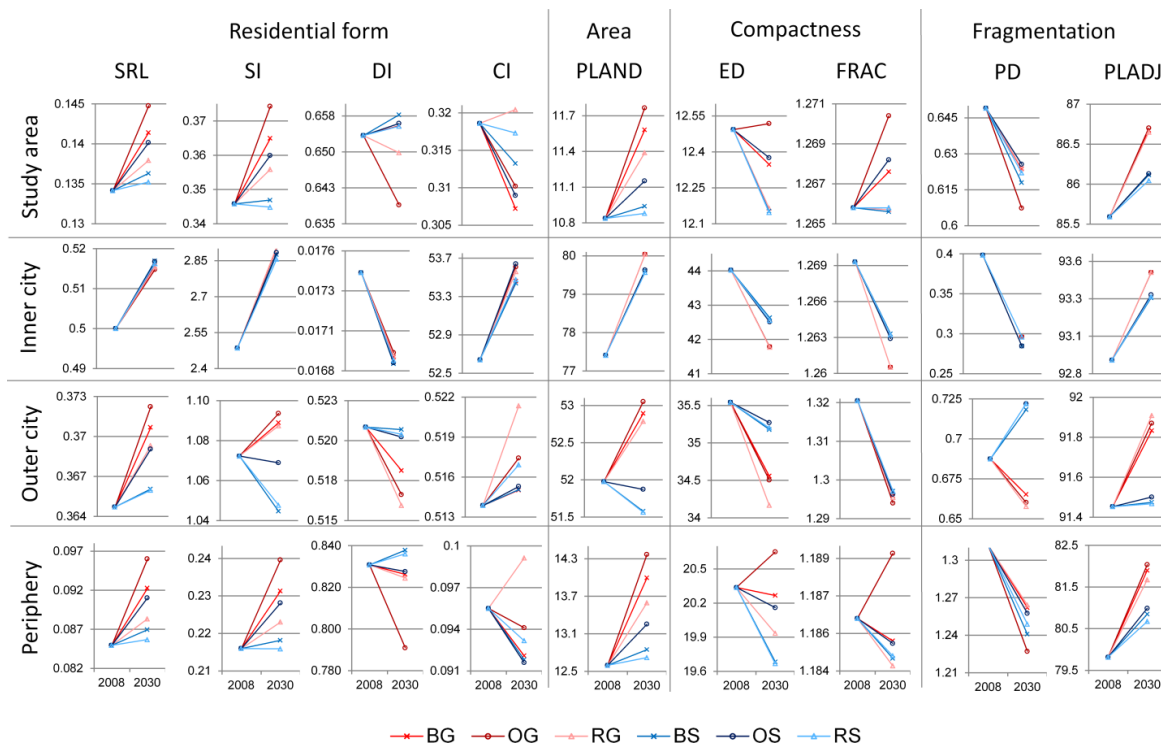 Residential form Area Compactness Fragmentation
SRL SI DI CI PLAND ED FRAC PD PLADJ
Study area
0.145 0.14 0.135 0.13
0.37 0.36 0.35 0.34
0.658 0.650 0.643 0.635
0.32 0.315 0.31 0.305
11.7 11.4 11.1 10.8
12.55 12.4 12.2 12.1
1.271 1.269 1.266 1.265
0.645 0.63 0.615 0.6
87 86 86 85.5
Inner city
0.52 0.51 0.5 0.49
2.85 2.7 2.55 2.4
0.0176 0.0174 0.0171 0.0168
53.7 53.3 52.9 52.5
80 79 78 77
44 43 42 41
1.269 1.266 1.263 1.26
0.4 0.35 0.3 0.25
93.6 93.3 93.1 92.8
Outer city
0.373 0.37 0.367 0.364
1.10 1.08 1.06 1.04
0.523 0.520 0.518 0.515
0.522 0.519 0.516 0.513
53 52.5 52 51.5
35.5 35 34.4 34
1.32 1.31 1.3 1.29
0.725 0.7 0.675 0.65
92 91.8 91.6 91.4
Periphery
0.097 0.092 0.087 0.082
0.24 0.23 0.22 0.21
0.840 0.820 0.800 0.780
0.1 0.097 0.094 0.091
14.3 13.7 13.1 12.5
20.5 20.2 19.9 19.6
1.189 1.187 1.186 1.184
1.3 1.27 1.24 1.21
82.5 81.5 80.5 79.5
2008 2030 2008 2030 2008 2030 2008 2030 2008 2030 2008 2030 2008 2030 2008 2030 2008 2030
BG OG RG BS OS RS